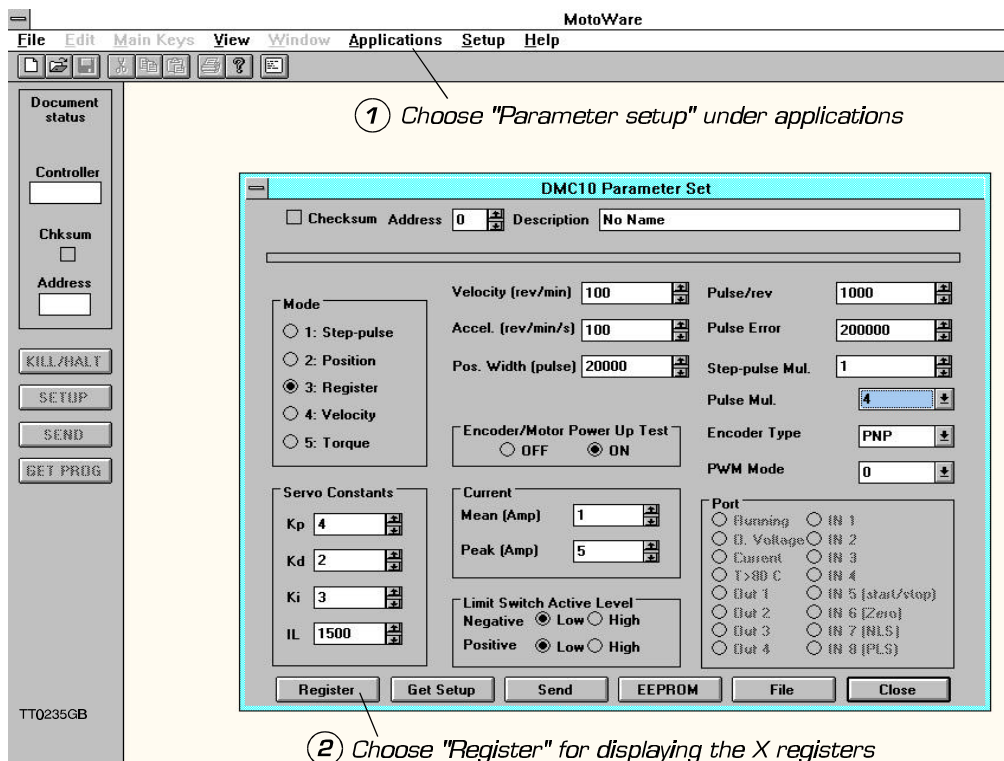 MotoWare
File Edit Main Keys View Window Applications Setup Help
Document
status
Controller
Chksum
Address
KILL/HALT
SETUP
SEND
GET PROG
TT0235GB
1 Choose "Parameter setup" under applications
DMC10 Parameter Set
Checksum Address 0 Description No Name
Mode
1: Step-pulse
2: Position
3: Register
4: Velocity
5: Torque
Velocity (rev/min) 100
Accel. (rev/min/s) 100
Pos. Width (pulse) 20000
Pulse/rev 1000
Pulse Error 200000
Step-pulse Mul. 1
Pulse Mul. 4
Encoder Type PNP
PWM Mode 0
Encoder/Motor Power Up Test
OFF ON
Servo Constants
Kp 4
Kd 2
Ki 3
IL 1500
Current
Mean (Amp) 1
Peak (Amp) 5
Limit Switch Active Level
Negative Low High
Positive Low High
Port
Running IN 1
O. Voltage IN 2
Current IN 3
T>80 C IN 4
Out 1 IN 5 (start/stop)
Out 2 IN 6 (Zero)
Out 3 IN 7 (NLS)
Out 4 IN 8 (PLS)
Register Get Setup Send EEPROM File Close
2 Choose "Register" for displaying the X registers